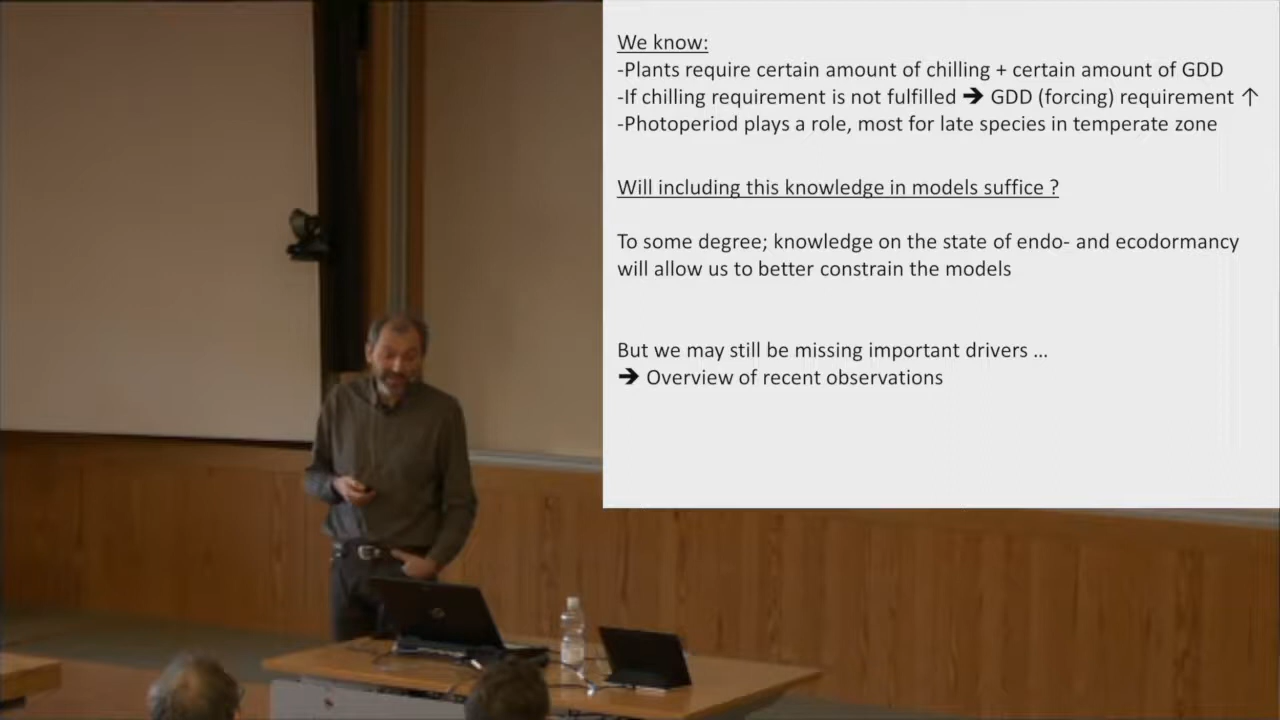 We know:
-Plants require certain amount of chilling + certain amount of GDD
-If chilling requirement is not fulfilled 🡪 GDD (forcing) requirement ↑
-Photoperiod plays a role, most for late species in temperate zone
Will including this knowledge in models suffice ?
To some degree; knowledge on the state of endo- and ecodormancy
will allow us to better constrain the models
But we may still be missing important drivers ...
🡪 Overview of recent observations